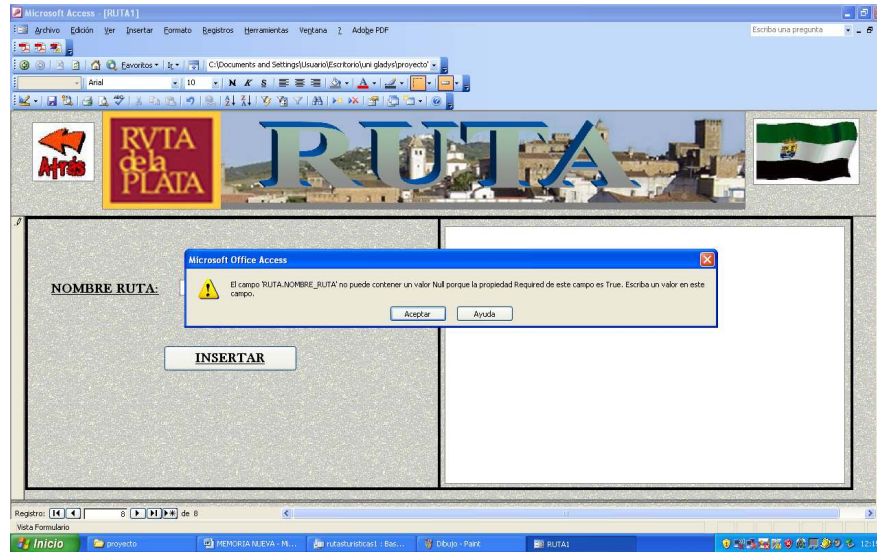 Microsoft Access - [RUTA1]
Archivo Edición Ver Insertar Formato Registros Herramientas Ventana ? Adobe PDF
Escriba una pregunta
Favoritos
C:\Documents and Settings\Usuario\Escritorio\uni gladys\proyecto'
Arial 10 N K S
Atrás
RVTA
de la
PLATA
RUTA
Microsoft Office Access
El campo 'RUTA.NOMBRE_RUTA' no puede contener un valor Null porque la propiedad Required de este campo es True. Escriba un valor en este
campo.
Aceptar Ayuda
NOMBRE RUTA:
INSERTAR
Registro: 8 de 8
Vista Formulario
Inicio proyecto MEMORIA NUEVA - Mi... rutasturisticas1 : Bas... Dibujo - Paint RUTA1